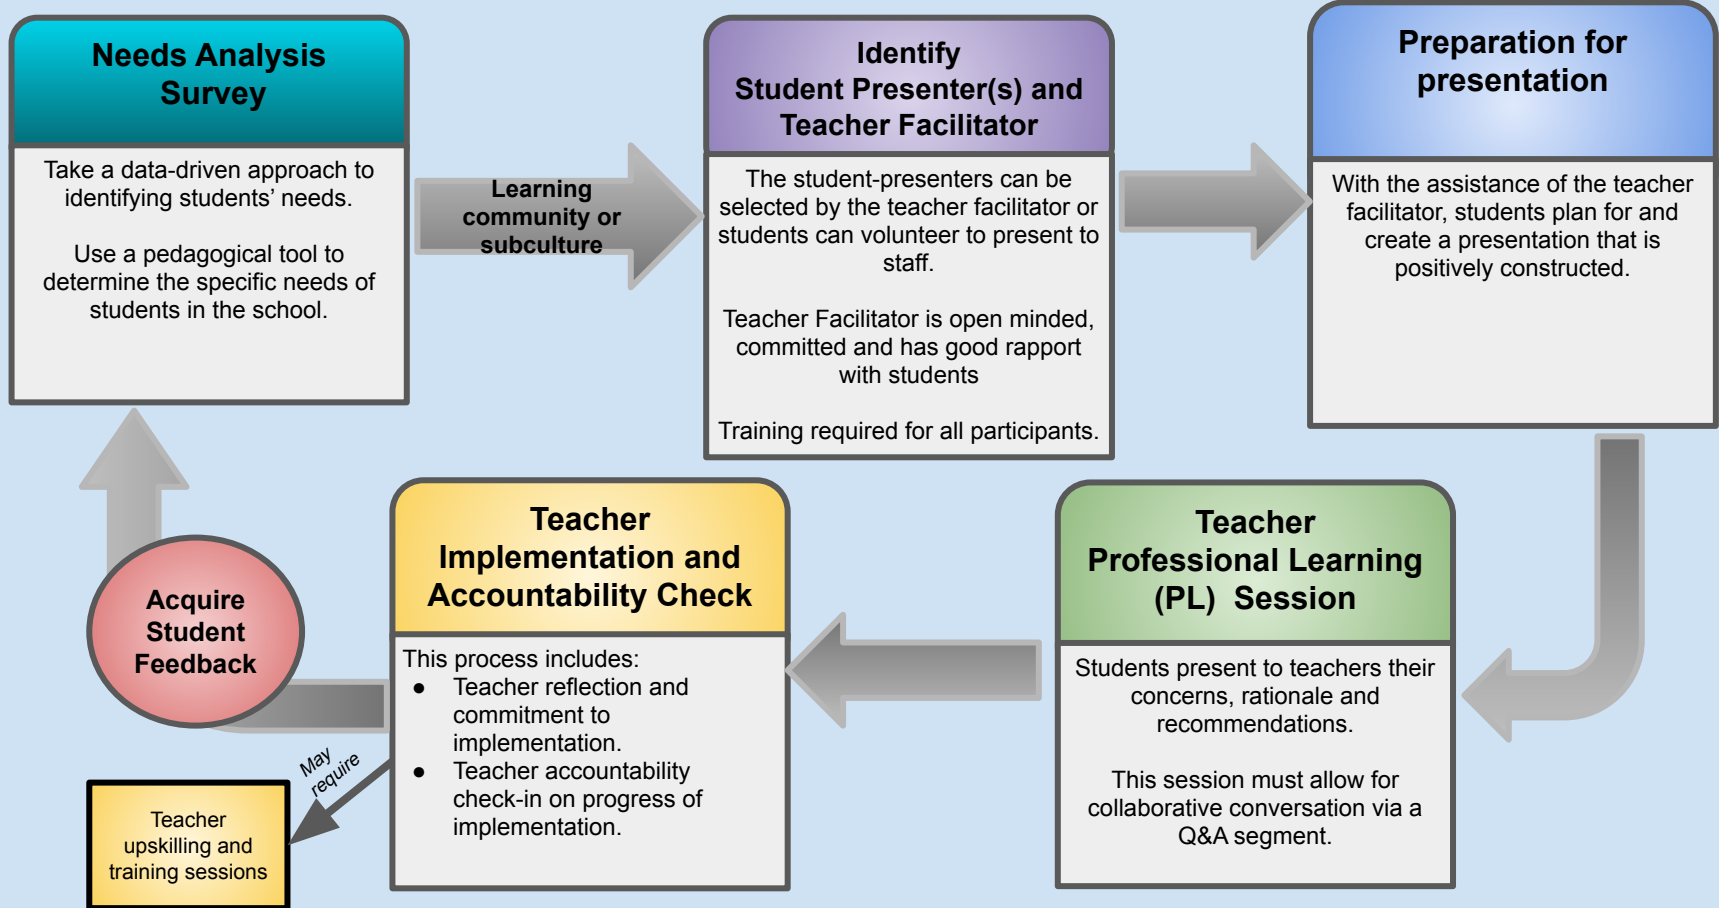 Needs Analysis
Survey
Take a data-driven approach to
identifying students’ needs.
Use a pedagogical tool to
determine the specific needs of
students in the school.
Learning
community or
subculture
Identify
Student Presenter(s) and
Teacher Facilitator
The student-presenters can be
selected by the teacher facilitator or
students can volunteer to present to
staff.
Teacher Facilitator is open minded,
committed and has good rapport
with students
Training required for all participants.
Preparation for
presentation
With the assistance of the teacher
facilitator, students plan for and
create a presentation that is
positively constructed.
Teacher
Professional Learning
(PL) Session
Students present to teachers their
concerns, rationale and
recommendations.
This session must allow for
collaborative conversation via a
Q&A segment.
Teacher
Implementation and
Accountability Check
This process includes:
● Teacher reflection and
commitment to
implementation.
● Teacher accountability
check-in on progress of
implementation.
May
require
Teacher
upskilling and
training sessions
Acquire
Student
Feedback